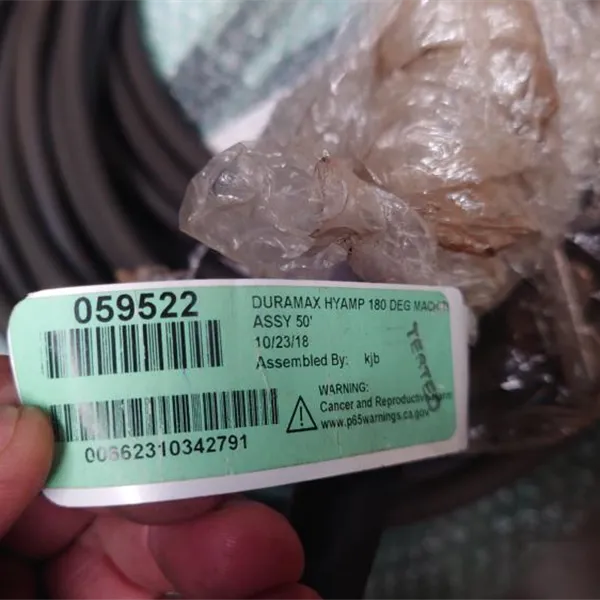 059522
DURAMAX HYAMP 180 DEG MACH
ASSY 50'
10/23/18
Assembled By: kjb
TESTED
WARNING:
Cancer and Reproductive Harm
www.p65warnings.ca.gov
00662310342791